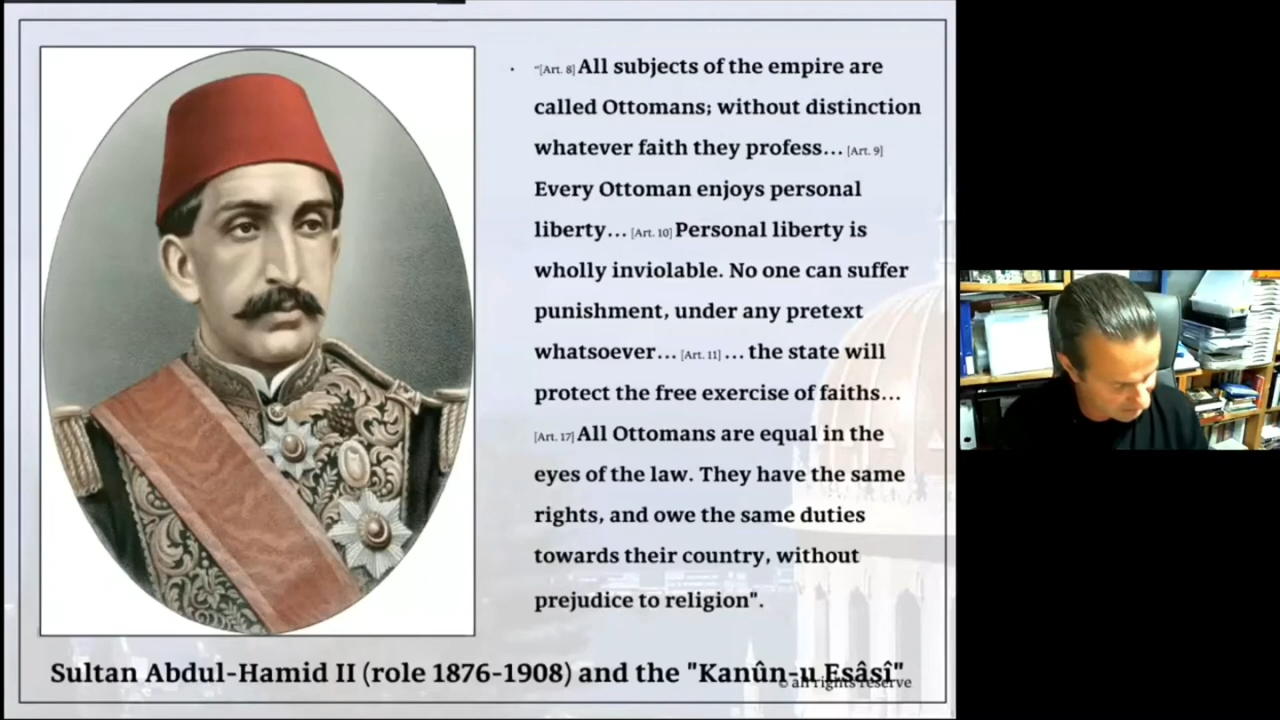 • "[Art. 8] All subjects of the empire are
called Ottomans; without distinction
whatever faith they profess… [Art. 9]
Every Ottoman enjoys personal
liberty… [Art. 10] Personal liberty is
wholly inviolable. No one can suffer
punishment, under any pretext
whatsoever… [Art. 11] … the state will
protect the free exercise of faiths…
[Art. 17] All Ottomans are equal in the
eyes of the law. They have the same
rights, and owe the same duties
towards their country, without
prejudice to religion".
Sultan Abdul-Hamid II (role 1876-1908) and the "Kanûn-u Esâsî"
© all rights reserve